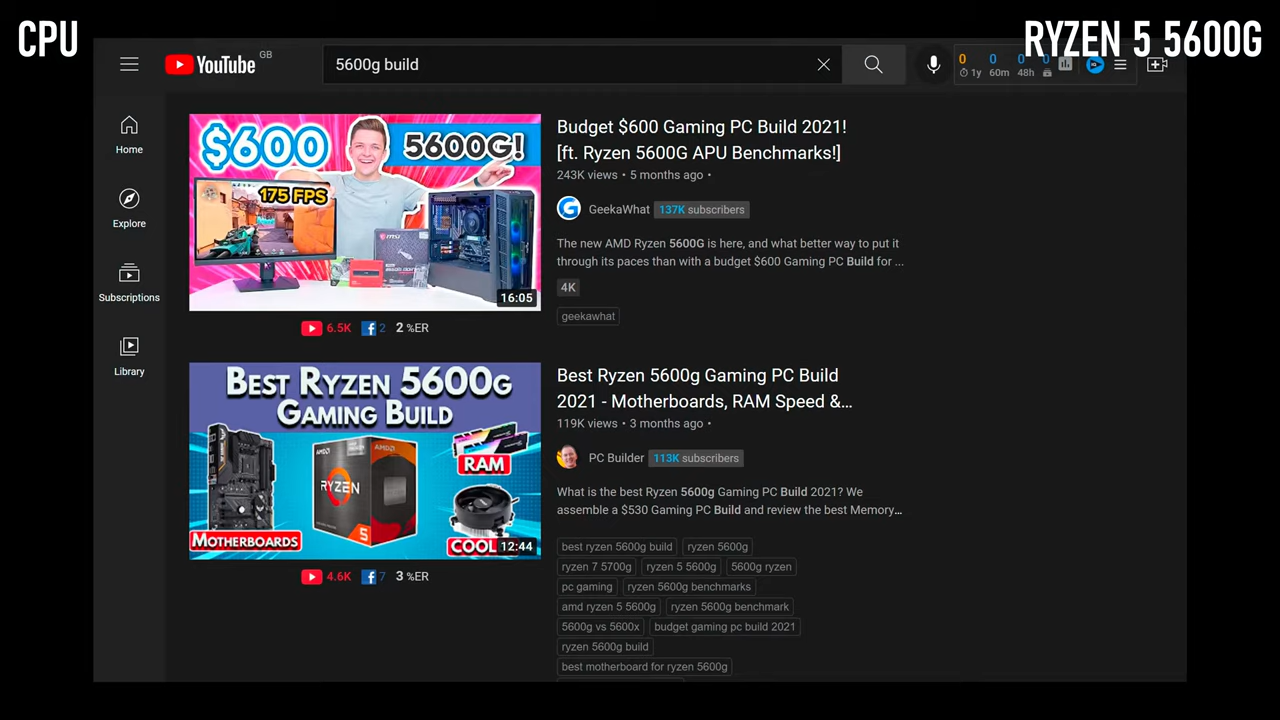 CPU
RYZEN 5 5600G
YouTube GB
5600g build
0 0 0 0
1y 60m 48h
Home
Explore
Subscriptions
Library
$600
5600G!
175 FPS
16:05
6.5K 2 2 %ER
Budget $600 Gaming PC Build 2021!
[ft. Ryzen 5600G APU Benchmarks!]
243K views • 5 months ago •
GeekaWhat 137K subscribers
The new AMD Ryzen 5600G is here, and what better way to put it
through its paces than with a budget $600 Gaming PC Build for ...
4K
geekawhat
BEST RYZEN 5600G
GAMING BUILD
RAM
AMD
AMD
RYZEN
5
MOTHERBOARDS
COOL
12:44
4.6K 7 3 %ER
Best Ryzen 5600g Gaming PC Build
2021 - Motherboards, RAM Speed &...
119K views • 3 months ago •
PC Builder 113K subscribers
What is the best Ryzen 5600g Gaming PC Build 2021? We
assemble a $530 Gaming PC Build and review the best Memory...
best ryzen 5600g build ryzen 5600g
ryzen 7 5700g ryzen 5 5600g 5600g ryzen
pc gaming ryzen 5600g benchmarks
amd ryzen 5 5600g ryzen 5600g benchmark
5600g vs 5600x budget gaming pc build 2021
ryzen 5600g build
best motherboard for ryzen 5600g